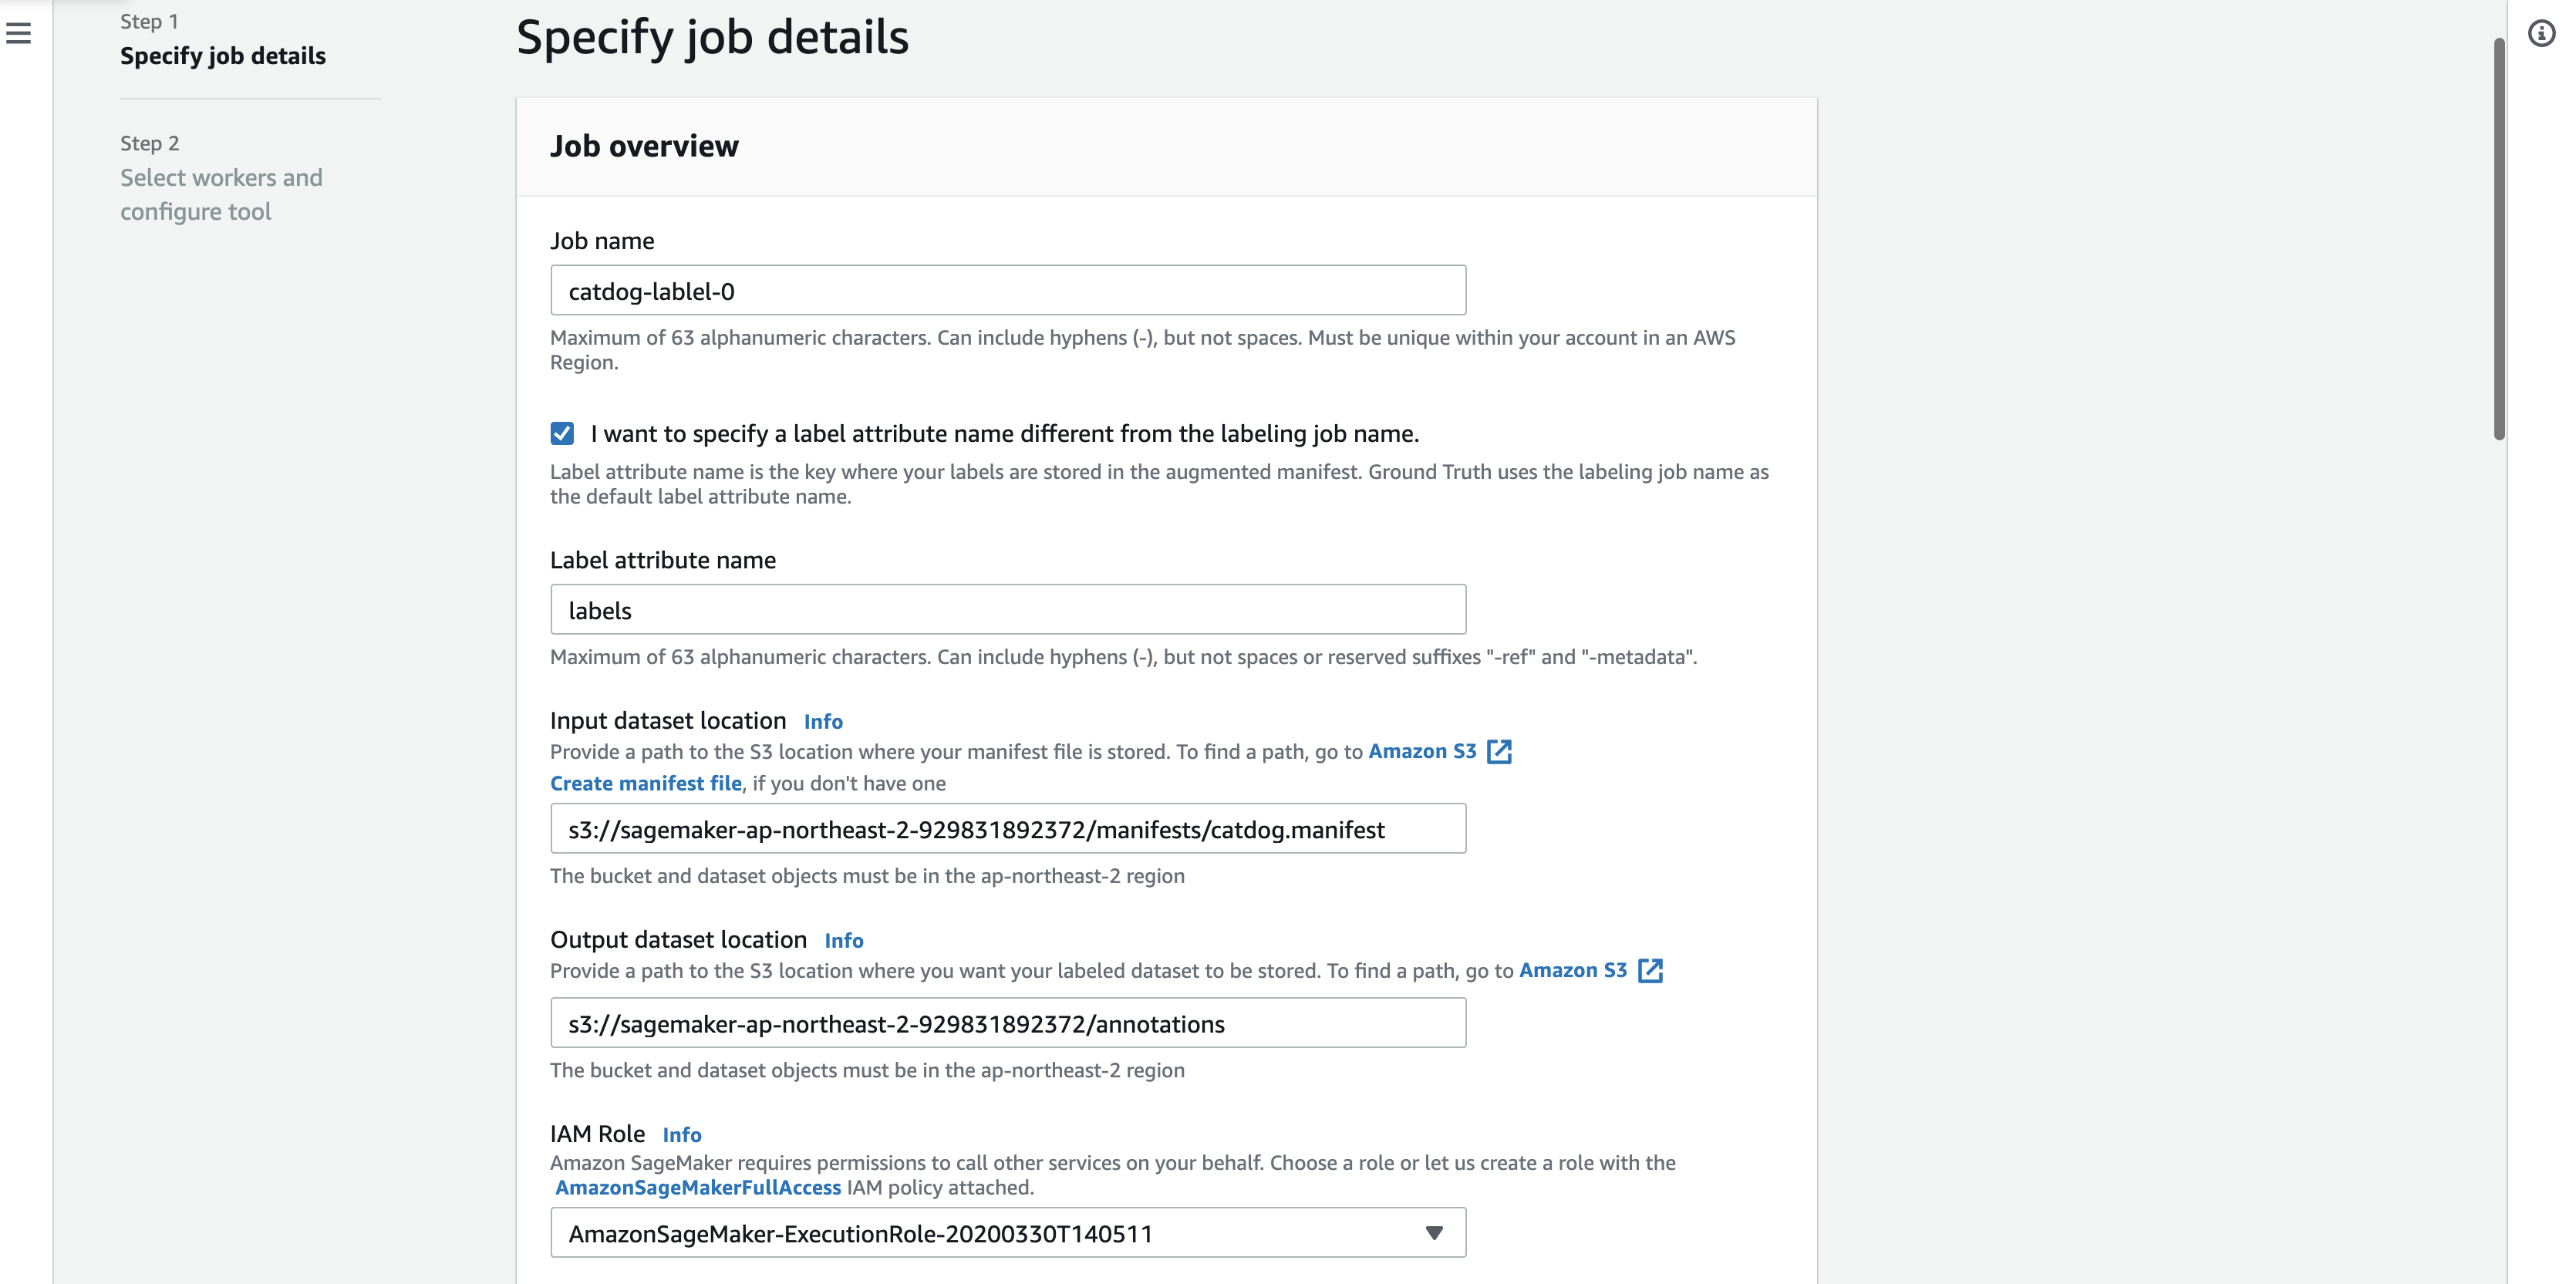 Step 1
Specify job details
Step 2
Select workers and
configure tool
Specify job details
Job overview
Job name
catdog-lablel-0
Maximum of 63 alphanumeric characters. Can include hyphens (-), but not spaces. Must be unique within your account in an AWS
Region.
I want to specify a label attribute name different from the labeling job name.
Label attribute name is the key where your labels are stored in the augmented manifest. Ground Truth uses the labeling job name as
the default label attribute name.
Label attribute name
labels
Maximum of 63 alphanumeric characters. Can include hyphens (-), but not spaces or reserved suffixes "-ref" and "-metadata".
Input dataset location Info
Provide a path to the S3 location where your manifest file is stored. To find a path, go to Amazon S3
Create manifest file, if you don't have one
s3://sagemaker-ap-northeast-2-929831892372/manifests/catdog.manifest
The bucket and dataset objects must be in the ap-northeast-2 region
Output dataset location Info
Provide a path to the S3 location where you want your labeled dataset to be stored. To find a path, go to Amazon S3
s3://sagemaker-ap-northeast-2-929831892372/annotations
The bucket and dataset objects must be in the ap-northeast-2 region
IAM Role Info
Amazon SageMaker requires permissions to call other services on your behalf. Choose a role or let us create a role with the
AmazonSageMakerFullAccess IAM policy attached.
AmazonSageMaker-ExecutionRole-20200330T140511